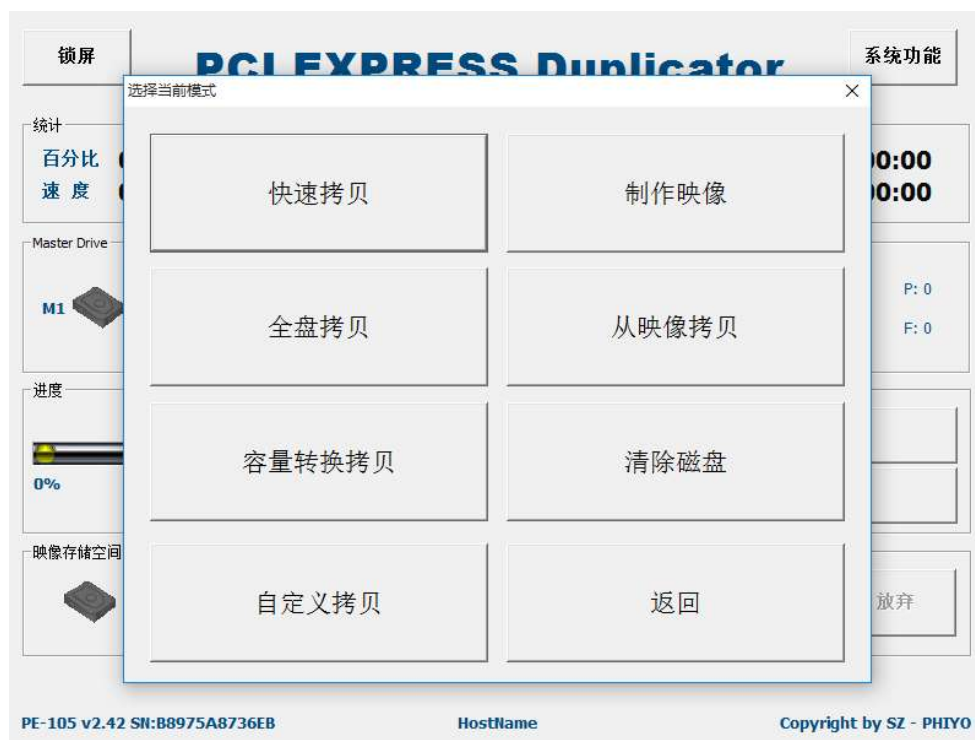 锁屏
PCI EXPRESS Duplicator
系统功能
选择当前模式
统计
百分比
00:00
速 度
00:00
Master Drive
M1
P: 0
F: 0
进度
0%
映像存储空间
放弃
快速拷贝
制作映像
全盘拷贝
从映像拷贝
容量转换拷贝
清除磁盘
自定义拷贝
返回
PE-105 v2.42 SN:B8975A8736EB
HostName
Copyright by SZ - PHIYO